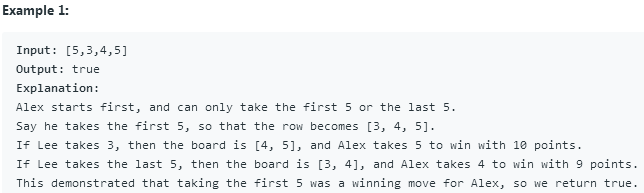 Example 1:
Input: [5,3,4,5]
Output: true
Explanation:
Alex starts first, and can only take the first 5 or the last 5.
Say he takes the first 5, so that the row becomes [3, 4, 5].
If Lee takes 3, then the board is [4, 5], and Alex takes 5 to win with 10 points.
If Lee takes the last 5, then the board is [3, 4], and Alex takes 4 to win with 9 points.
This demonstrated that taking the first 5 was a winning move for Alex, so we return true.